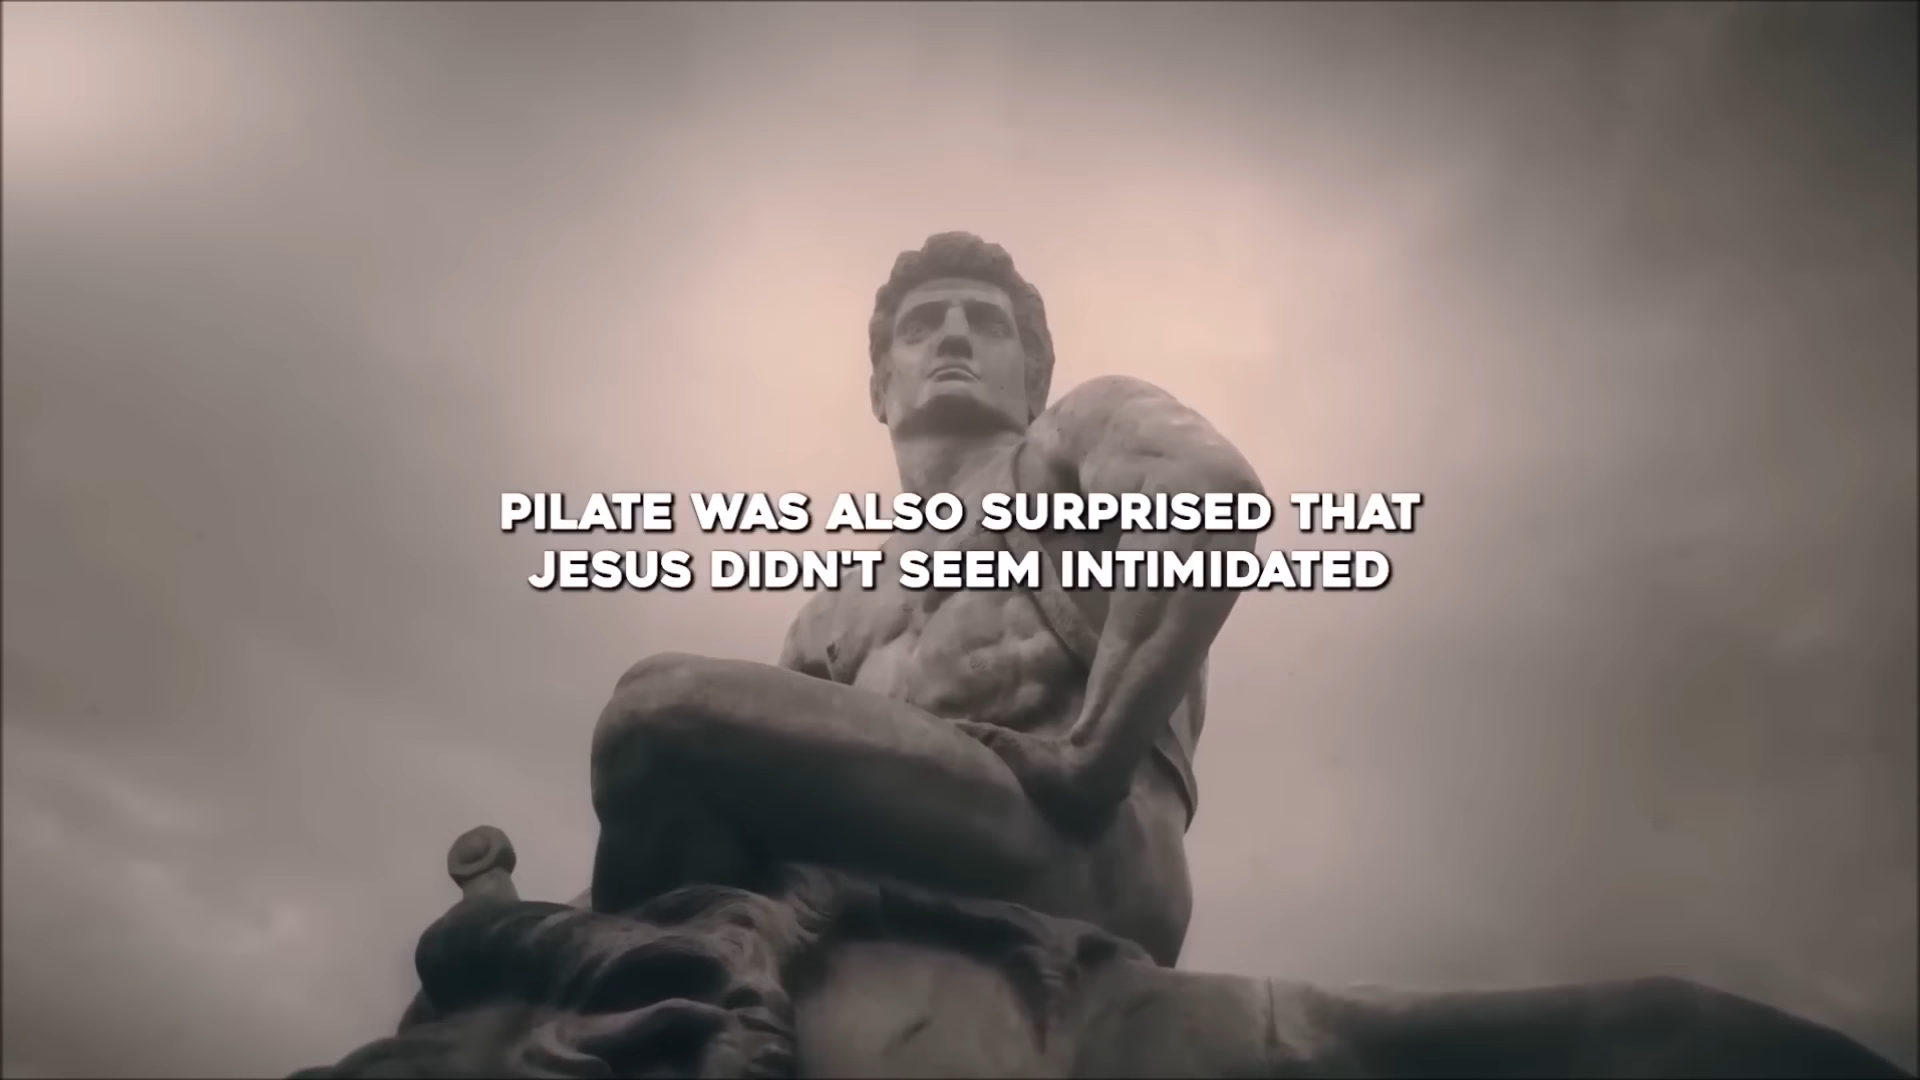 PILATE WAS ALSO SURPRISED THAT
JESUS DIDN'T SEEM INTIMIDATED